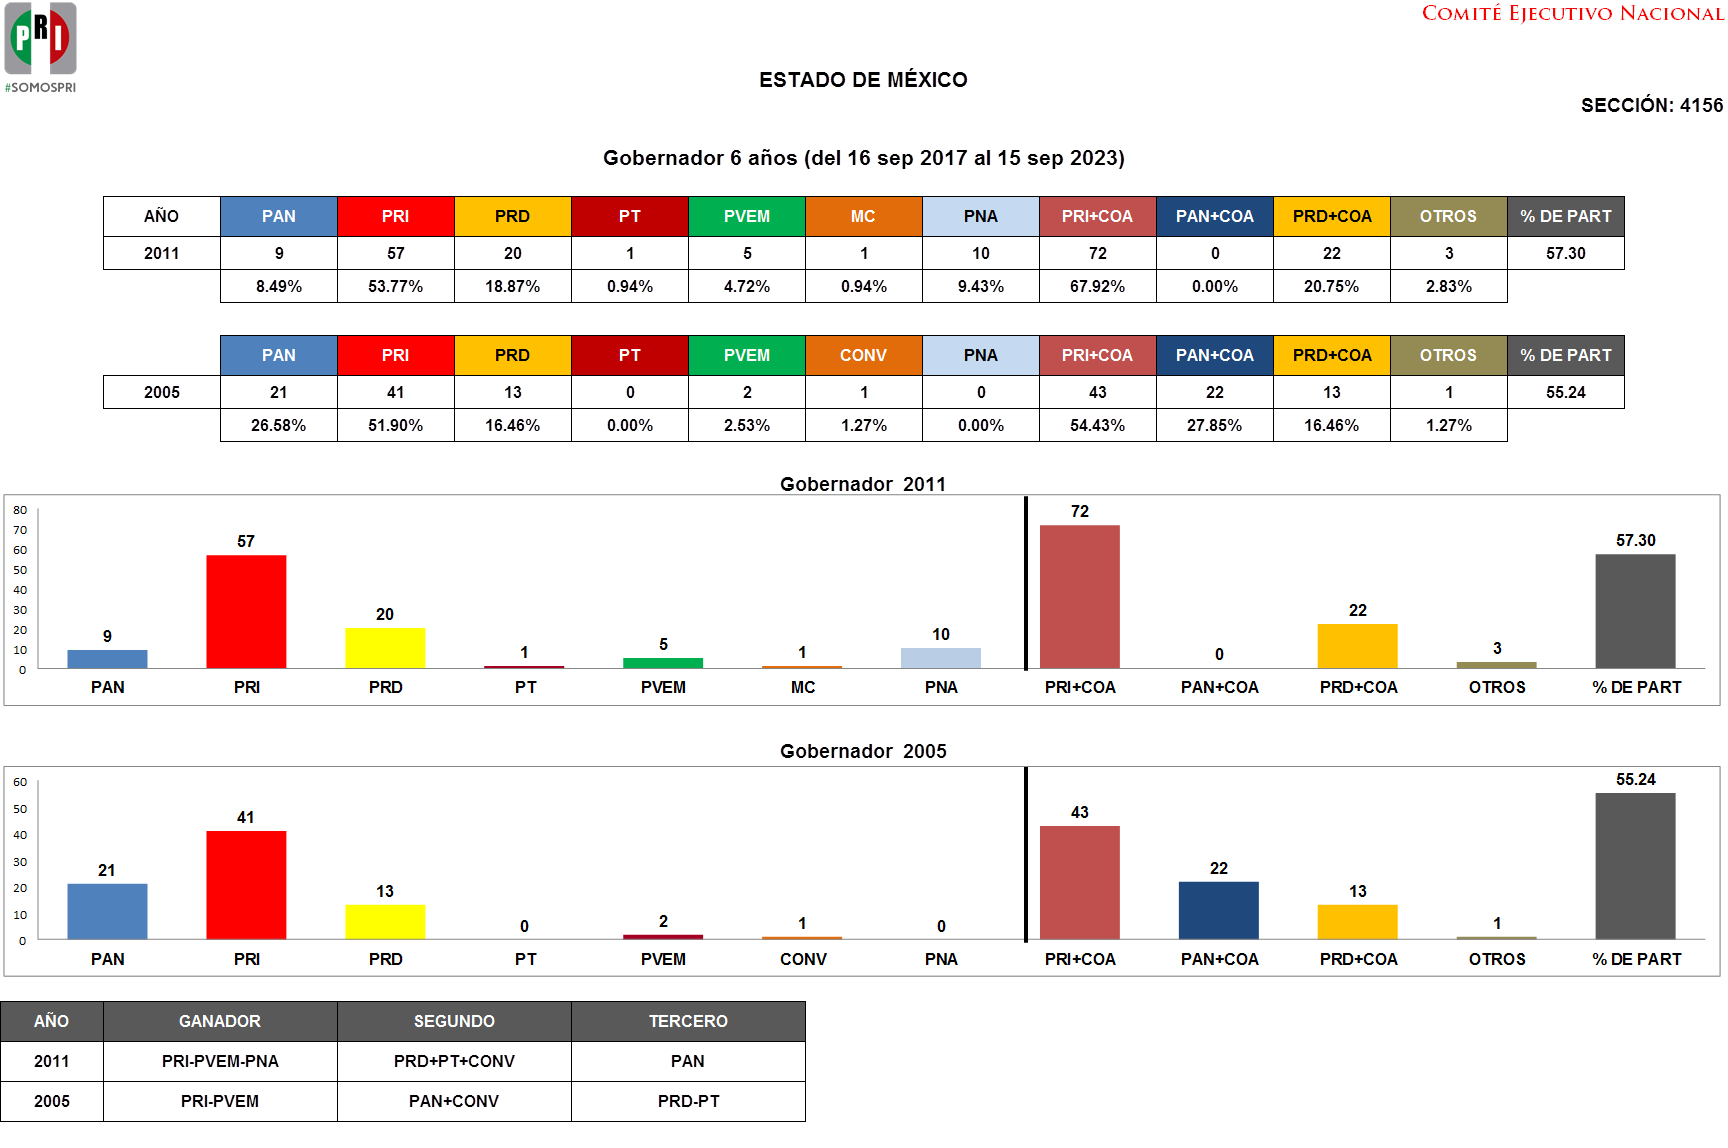 PRI
#SOMOSPRI
COMITÉ EJECUTIVO NACIONAL
ESTADO DE MÉXICO
SECCIÓN: 4156
Gobernador 6 años (del 16 sep 2017 al 15 sep 2023)
AÑO PAN PRI PRD PT PVEM MC PNA PRI+COA PAN+COA PRD+COA OTROS % DE PART
2011 9 57 20 1 5 1 10 72 0 22 3 57.30
8.49% 53.77% 18.87% 0.94% 4.72% 0.94% 9.43% 67.92% 0.00% 20.75% 2.83%
PAN PRI PRD PT PVEM CONV PNA PRI+COA PAN+COA PRD+COA OTROS % DE PART
2005 21 41 13 0 2 1 0 43 22 13 1 55.24
26.58% 51.90% 16.46% 0.00% 2.53% 1.27% 0.00% 54.43% 27.85% 16.46% 1.27%
Gobernador 2011
80
70
60
50
40
30
20
10
0
9 57 20 1 5 1 10 72 0 22 3 57.30
PAN PRI PRD PT PVEM MC PNA PRI+COA PAN+COA PRD+COA OTROS % DE PART
Gobernador 2005
60
50
40
30
20
10
0
21 41 13 0 2 1 0 43 22 13 1 55.24
PAN PRI PRD PT PVEM CONV PNA PRI+COA PAN+COA PRD+COA OTROS % DE PART
AÑO GANADOR SEGUNDO TERCERO
2011 PRI-PVEM-PNA PRD+PT+CONV PAN
2005 PRI-PVEM PAN+CONV PRD-PT